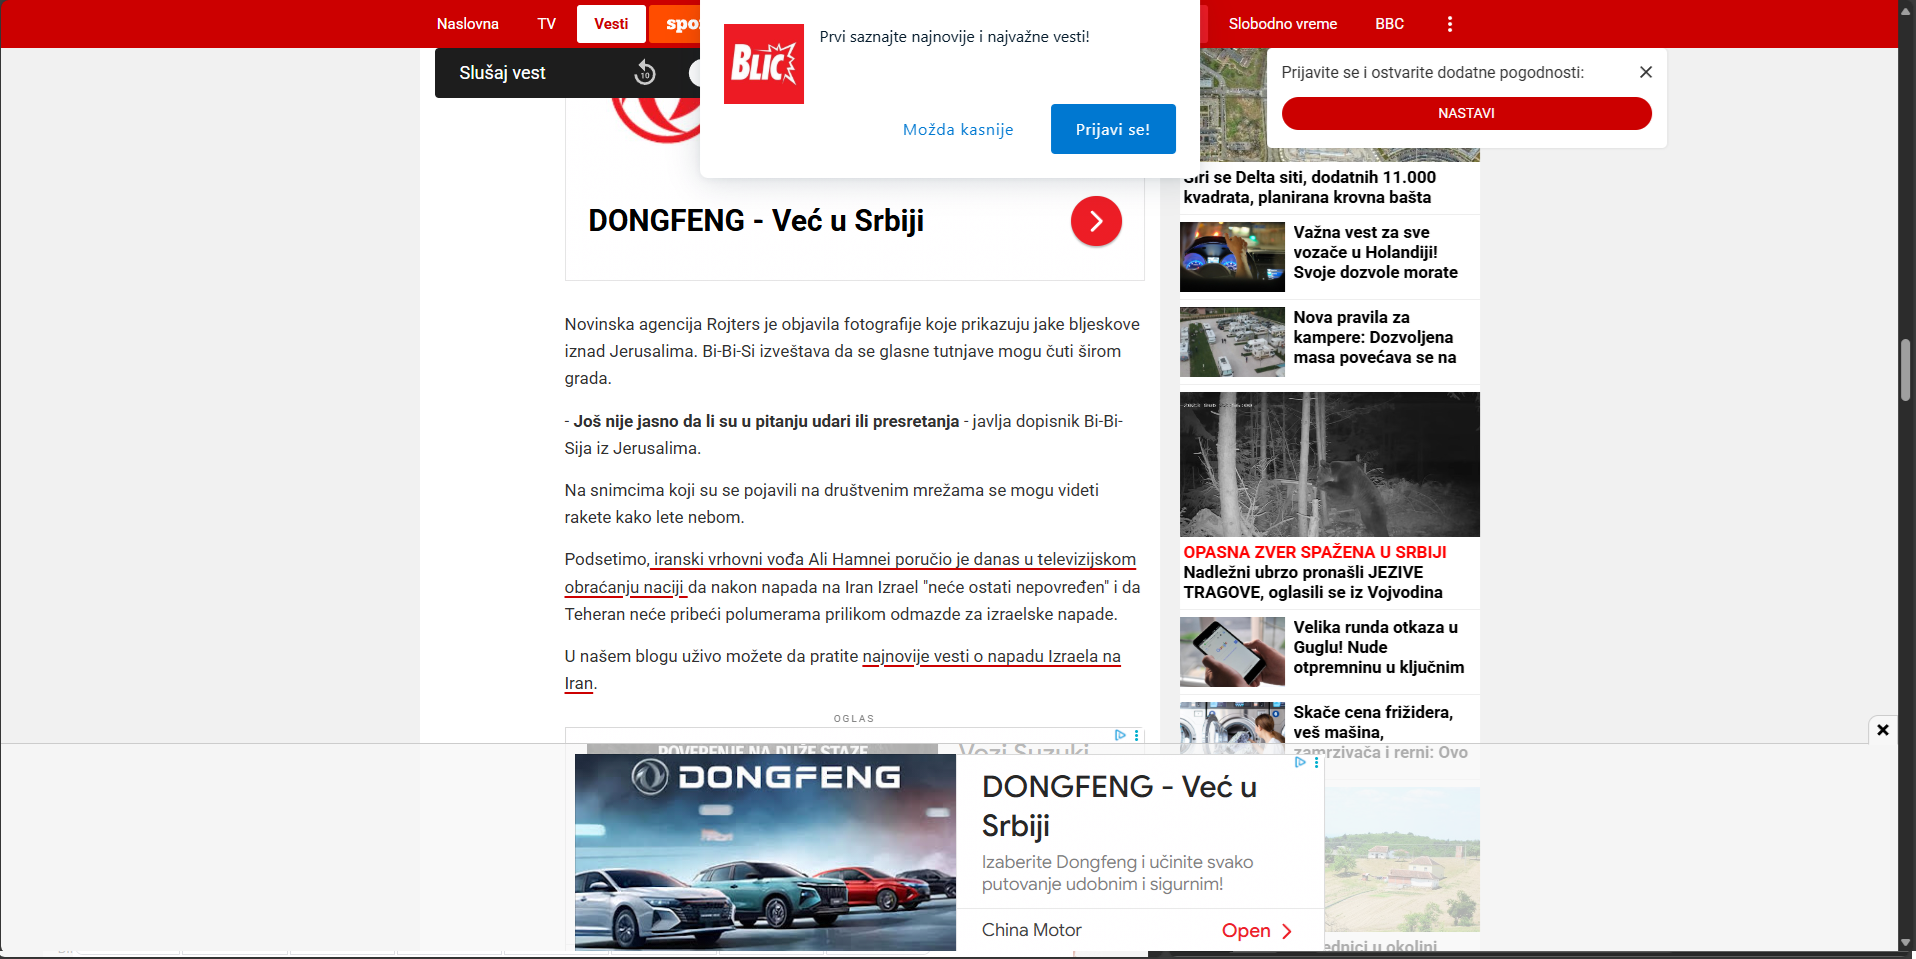 Naslovna
TV
Vesti
Slobodno vreme
BBC
Slušaj vest
10
BLIC
Prvi saznajte najnovije i najvažne vesti!
Možda kasnije
Prijavi se!
Prijavite se i ostvarite dodatne pogodnosti:
NASTAVI
DONGFENG - Već u Srbiji
Novinska agencija Rojters je objavila fotografije koje prikazuju jake bljeskove
iznad Jerusalima. Bi-Bi-Si izveštava da se glasne tutnjave mogu čuti širom
grada.
- Još nije jasno da li su u pitanju udari ili presretanja - javlja dopisnik Bi-Bi-
Sija iz Jerusalima.
Na snimcima koji su se pojavili na društvenim mrežama se mogu videti
rakete kako lete nebom.
Podsetimo, iranski vrhovni vođa Ali Hamnei poručio je danas u televizijskom
obraćanju naciji da nakon napada na Iran Izrael "neće ostati nepovređen" i da
Teheran neće pribeći polumerama prilikom odmazde za izraelske napade.
U našem blogu uživo možete da pratite najnovije vesti o napadu Izraela na
Iran.
OGLAS
POVERENJE NA DUŽE STAZE
Vozi Suzuki
DONGFENG
DONGFENG - Već u
Srbiji
Izaberite Dongfeng i učinite svako
putovanje udobnim i sigurnim!
China Motor
Open
Širi se Delta siti, dodatnih 11.000
kvadrata, planirana krovna bašta
Važna vest za sve
vozače u Holandiji!
Svoje dozvole morate
Nova pravila za
kampere: Dozvoljena
masa povećava se na
OPASNA ZVER SPAŽENA U SRBIJI
Nadležni ubrzo pronašli JEZIVE
TRAGOVE, oglasili se iz Vojvodina
Velika runda otkaza u
Guglu! Nude
otpremninu u ključnim
Skače cena frižidera,
veš mašina,
zamrzivača i rerni: Ovo
u okolini